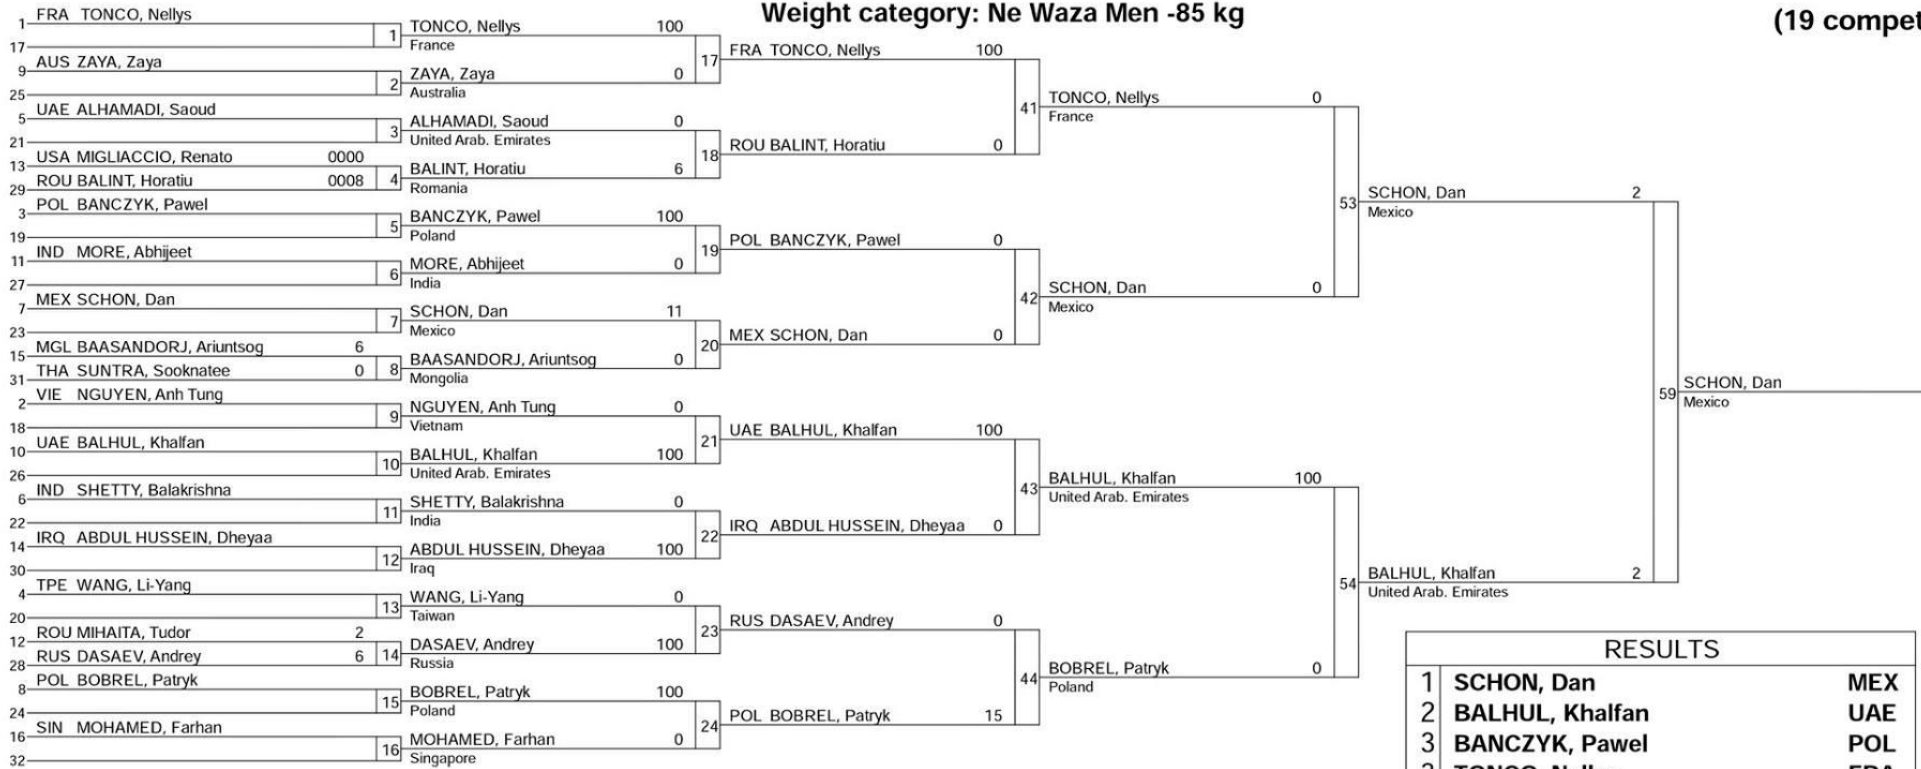 Weight category: Ne Waza Men -85 kg
(19 compet
1 FRA TONCO, Nellys
17
1
9 AUS ZAYA, Zaya
25
2
5 UAE ALHAMADI, Saoud
21
3
13 USA MIGLIACCIO, Renato 0000
29 ROU BALINT, Horatiu 0008
4
3 POL BANCZYK, Pawel
19
5
11 IND MORE, Abhijeet
27
6
7 MEX SCHON, Dan
23
7
15 MGL BAASANDORJ, Ariuntsog 6
31 THA SUNTRA, Sooknatee 0
8
2 VIE NGUYEN, Anh Tung
18
9
10 UAE BALHUL, Khalfan
26
10
6 IND SHETTY, Balakrishna
22
11
14 IRQ ABDUL HUSSEIN, Dheyaa
30
12
4 TPE WANG, Li-Yang
20
13
12 ROU MIHAITA, Tudor 2
28 RUS DASAEV, Andrey 6
14
8 POL BOBREL, Patryk
24
15
16 SIN MOHAMED, Farhan
32
16
TONCO, Nellys 100
France
17
ZAYA, Zaya 0
Australia
ALHAMADI, Saoud 0
United Arab. Emirates
18
BALINT, Horatiu 6
Romania
BANCZYK, Pawel 100
Poland
19
MORE, Abhijeet 0
India
SCHON, Dan 11
Mexico
20
BAASANDORJ, Ariuntsog 0
Mongolia
NGUYEN, Anh Tung 0
Vietnam
21
BALHUL, Khalfan 100
United Arab. Emirates
SHETTY, Balakrishna 0
India
22
ABDUL HUSSEIN, Dheyaa 100
Iraq
WANG, Li-Yang 0
Taiwan
23
DASAEV, Andrey 100
Russia
BOBREL, Patryk 100
Poland
24
MOHAMED, Farhan 0
Singapore
FRA TONCO, Nellys 100
41
ROU BALINT, Horatiu 0
POL BANCZYK, Pawel 0
42
MEX SCHON, Dan 0
UAE BALHUL, Khalfan 100
43
IRQ ABDUL HUSSEIN, Dheyaa 0
RUS DASAEV, Andrey 0
44
POL BOBREL, Patryk 15
TONCO, Nellys 0
France
53
SCHON, Dan 0
Mexico
BALHUL, Khalfan 100
United Arab. Emirates
54
BOBREL, Patryk 0
Poland
SCHON, Dan 2
Mexico
59
BALHUL, Khalfan 2
United Arab. Emirates
SCHON, Dan
Mexico
RESULTS
1 SCHON, Dan MEX
2 BALHUL, Khalfan UAE
3 BANCZYK, Pawel POL